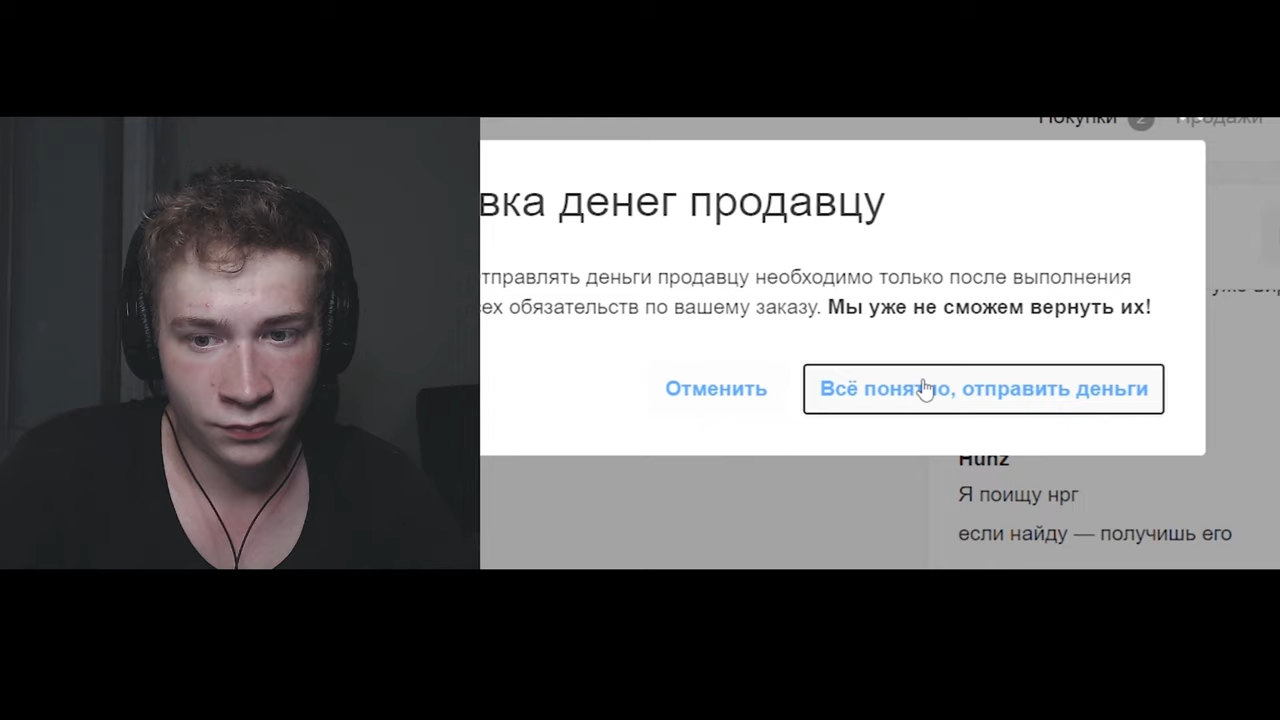 Покупки 2 Продажи
вка денег продавцу
тправлять деньги продавцу необходимо только после выполнения
сех обязательств по вашему заказу. Мы уже не сможем вернуть их!
Отменить
Всё понятно, отправить деньги
Hunz
Я поищу нрг
если найду — получишь его